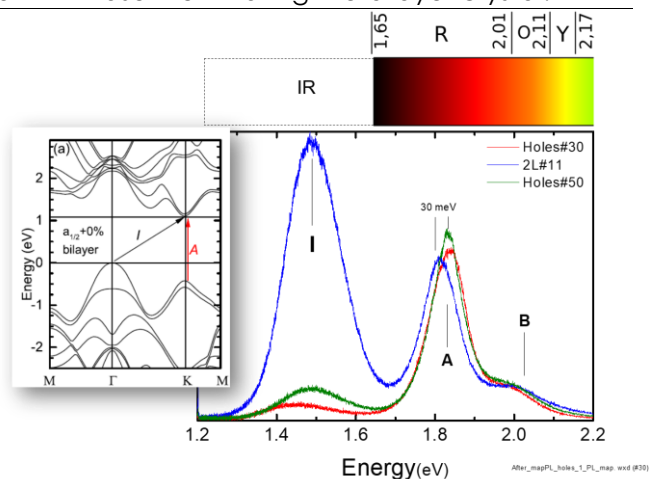 1,65
R
2,01
O
2,11
Y
2,17
IR
(a)
Energy (eV)
2
1
0
-1
-2
a1/2+0%
bilayer
I
A
M Γ K M
Holes#30
2L#11
Holes#50
30 meV
I
A
B
1.2 1.4 1.6 1.8 2.0 2.2
Energy(eV)
After_mapPL_holes_1_PL_map. wxd (#30)